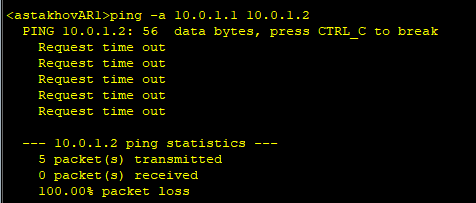 <astakhovAR1>ping -a 10.0.1.1 10.0.1.2
PING 10.0.1.2: 56  data bytes, press CTRL_C to break
Request time out
Request time out
Request time out
Request time out
Request time out
--- 10.0.1.2 ping statistics ---
5 packet(s) transmitted
0 packet(s) received
100.00% packet loss